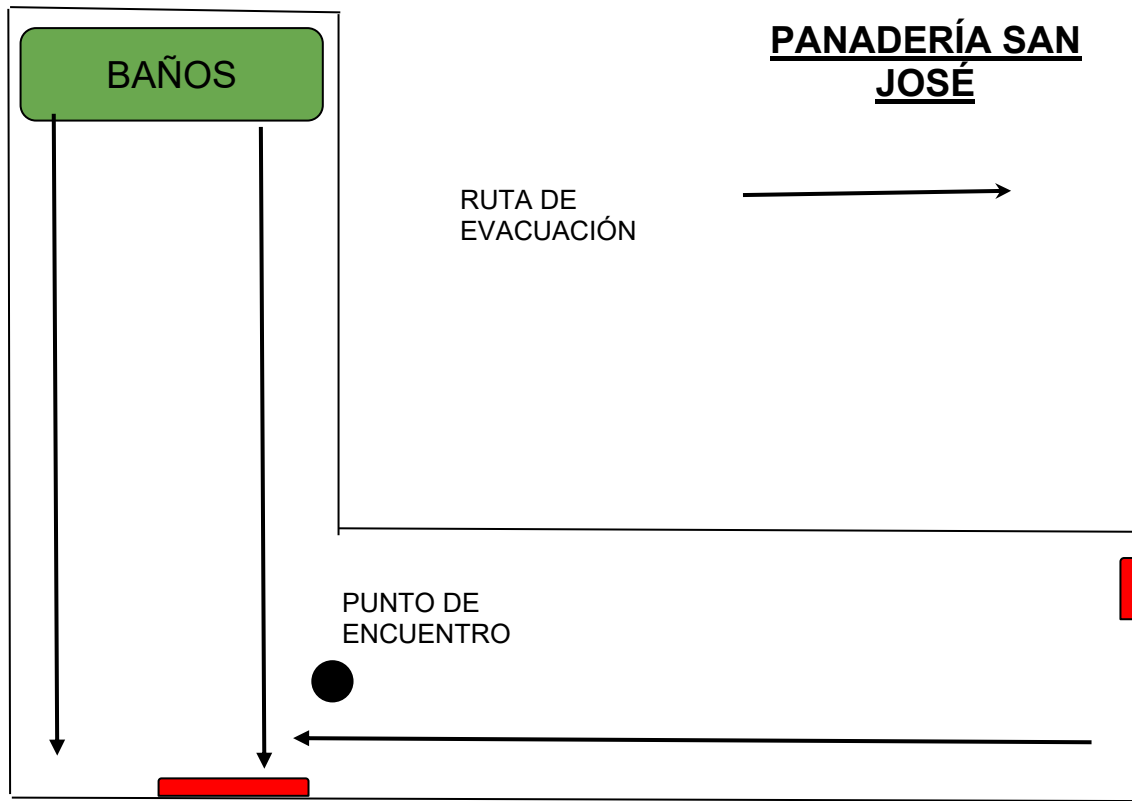 PANADERÍA SAN
JOSÉ
BAÑOS
RUTA DE
EVACUACIÓN
PUNTO DE
ENCUENTRO